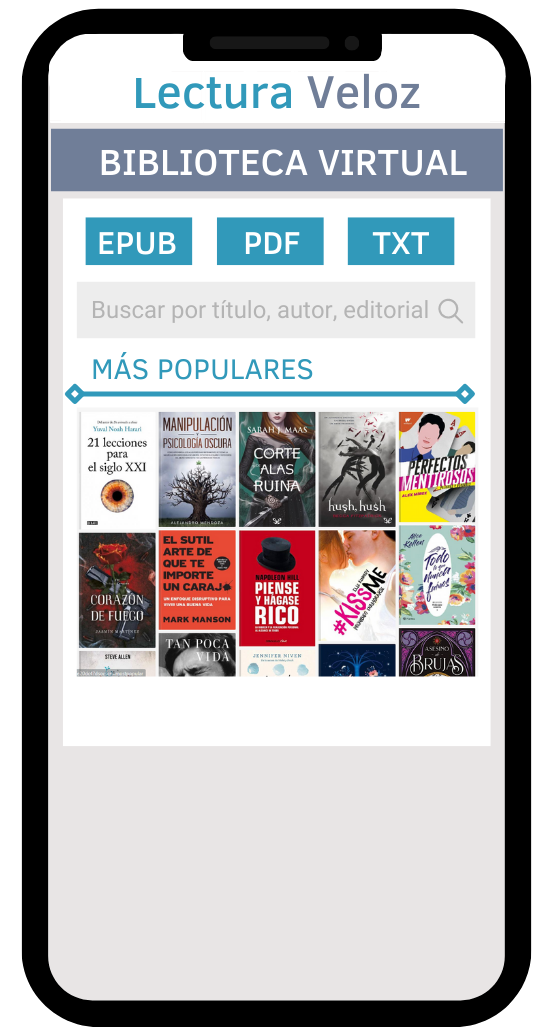 Lectura Veloz
BIBLIOTECA VIRTUAL
EPUB PDF TXT
Buscar por título, autor, editorial
MÁS POPULARES
Yuval Noah Harari
21 lecciones
para
el siglo XXI
MANIPULACIÓN
PSICOLOGÍA OSCURA
ALEJANDRO MENDOZA
SARAH J. MAAS
CORTE
ALAS
RUINA
hush, hush
PERFECTOS
MENTIROSOS
ALEX MÍREZ
CORAZÓN
DE FUEGO
EL SUTIL
ARTE DE
QUE TE
IMPORTE
UN CARAJ
UN ENFOQUE DISRUPTIVO PARA
VIVIR UNA BUENA VIDA
MARK MANSON
NAPOLEON HILL
PIENSE
Y HÁGASE
RICO
#KISSME
Alice
Kellen
Todo
lo que
Nunca
fuimos
STEVE ALLEN
TAN POCA
VIDA
JENNIFER NIVEN
ASESINO
de
BRUJAS